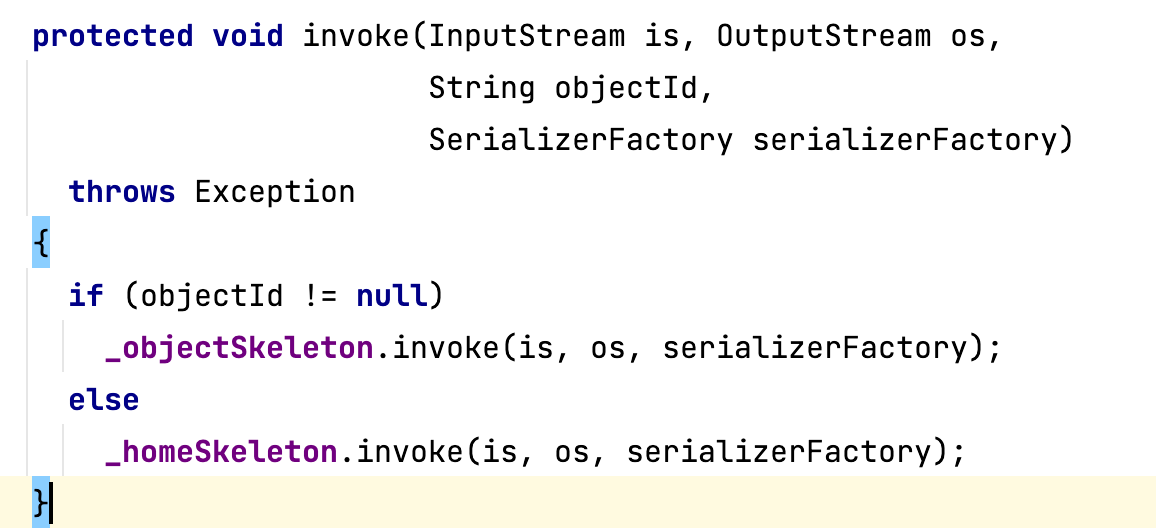 protected void invoke(InputStream is, OutputStream os,
                      String objectId,
                      SerializerFactory serializerFactory)
  throws Exception
{
  if (objectId != null)
    _objectSkeleton.invoke(is, os, serializerFactory);
  else
    _homeSkeleton.invoke(is, os, serializerFactory);
}